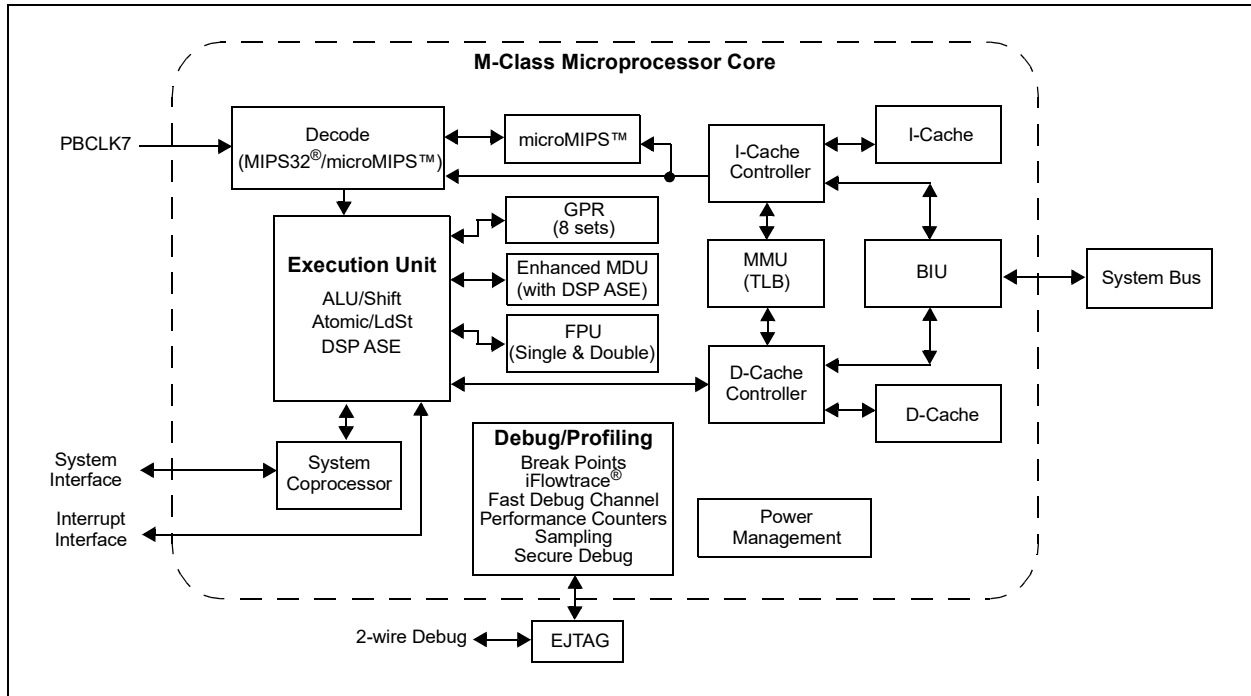 M-Class Microprocessor Core
PBCLK7
Decode
(MIPS32®/microMIPS™)
microMIPS™
I-Cache
Controller
I-Cache
GPR
(8 sets)
Execution Unit
ALU/Shift
Atomic/LdSt
DSP ASE
Enhanced MDU
(with DSP ASE)
FPU
(Single & Double)
MMU
(TLB)
BIU
System Bus
D-Cache
Controller
D-Cache
System
Interface
System
Coprocessor
Interrupt
Interface
Debug/Profiling
Break Points
iFlowtrace®
Fast Debug Channel
Performance Counters
Sampling
Secure Debug
Power
Management
2-wire Debug
EJTAG